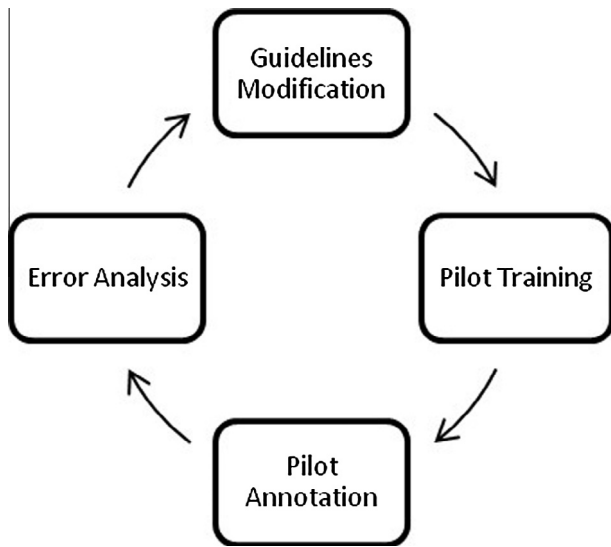 Guidelines
Modification
Error Analysis
Pilot Training
Pilot
Annotation